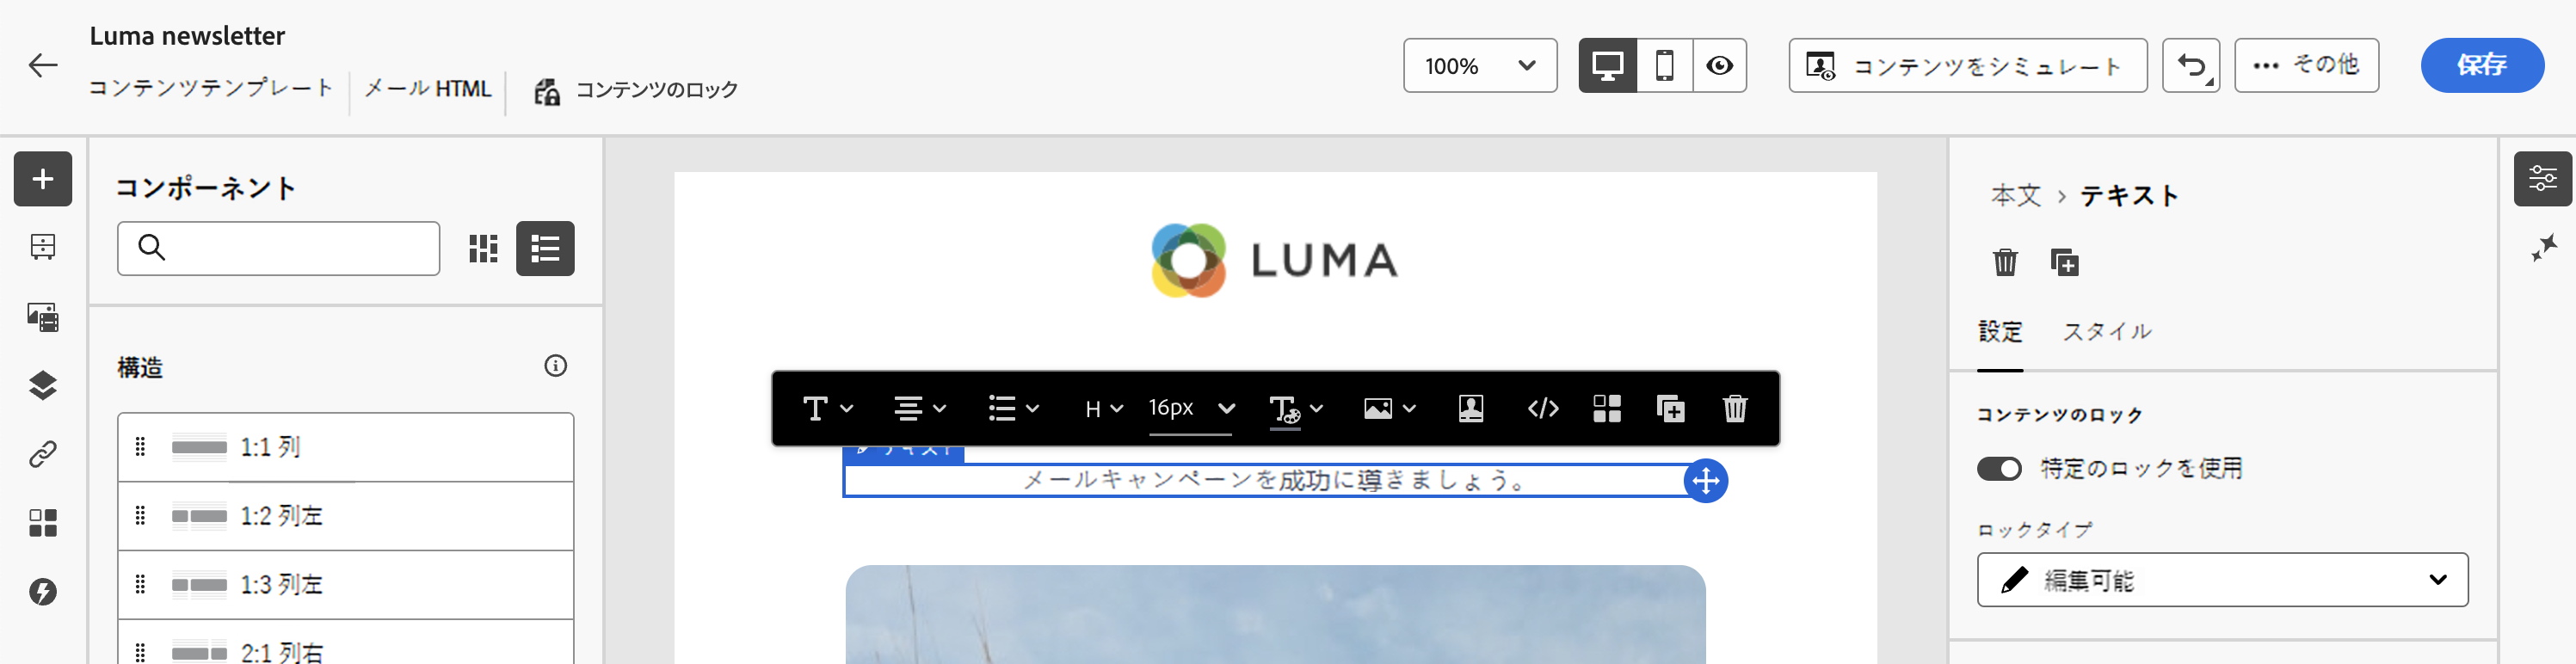 Luma newsletter
コンテンツテンプレート メール HTML コンテンツのロック
100% コンテンツをシミュレート その他 保存
コンポーネント
構造
1:1 列
1:2 列左
1:3 列左
2:1 列右
LUMA
H 16px
テキスト
メールキャンペーンを成功に導きましょう。
本文 › テキスト
設定 スタイル
コンテンツのロック
特定のロックを使用
ロックタイプ
編集可能